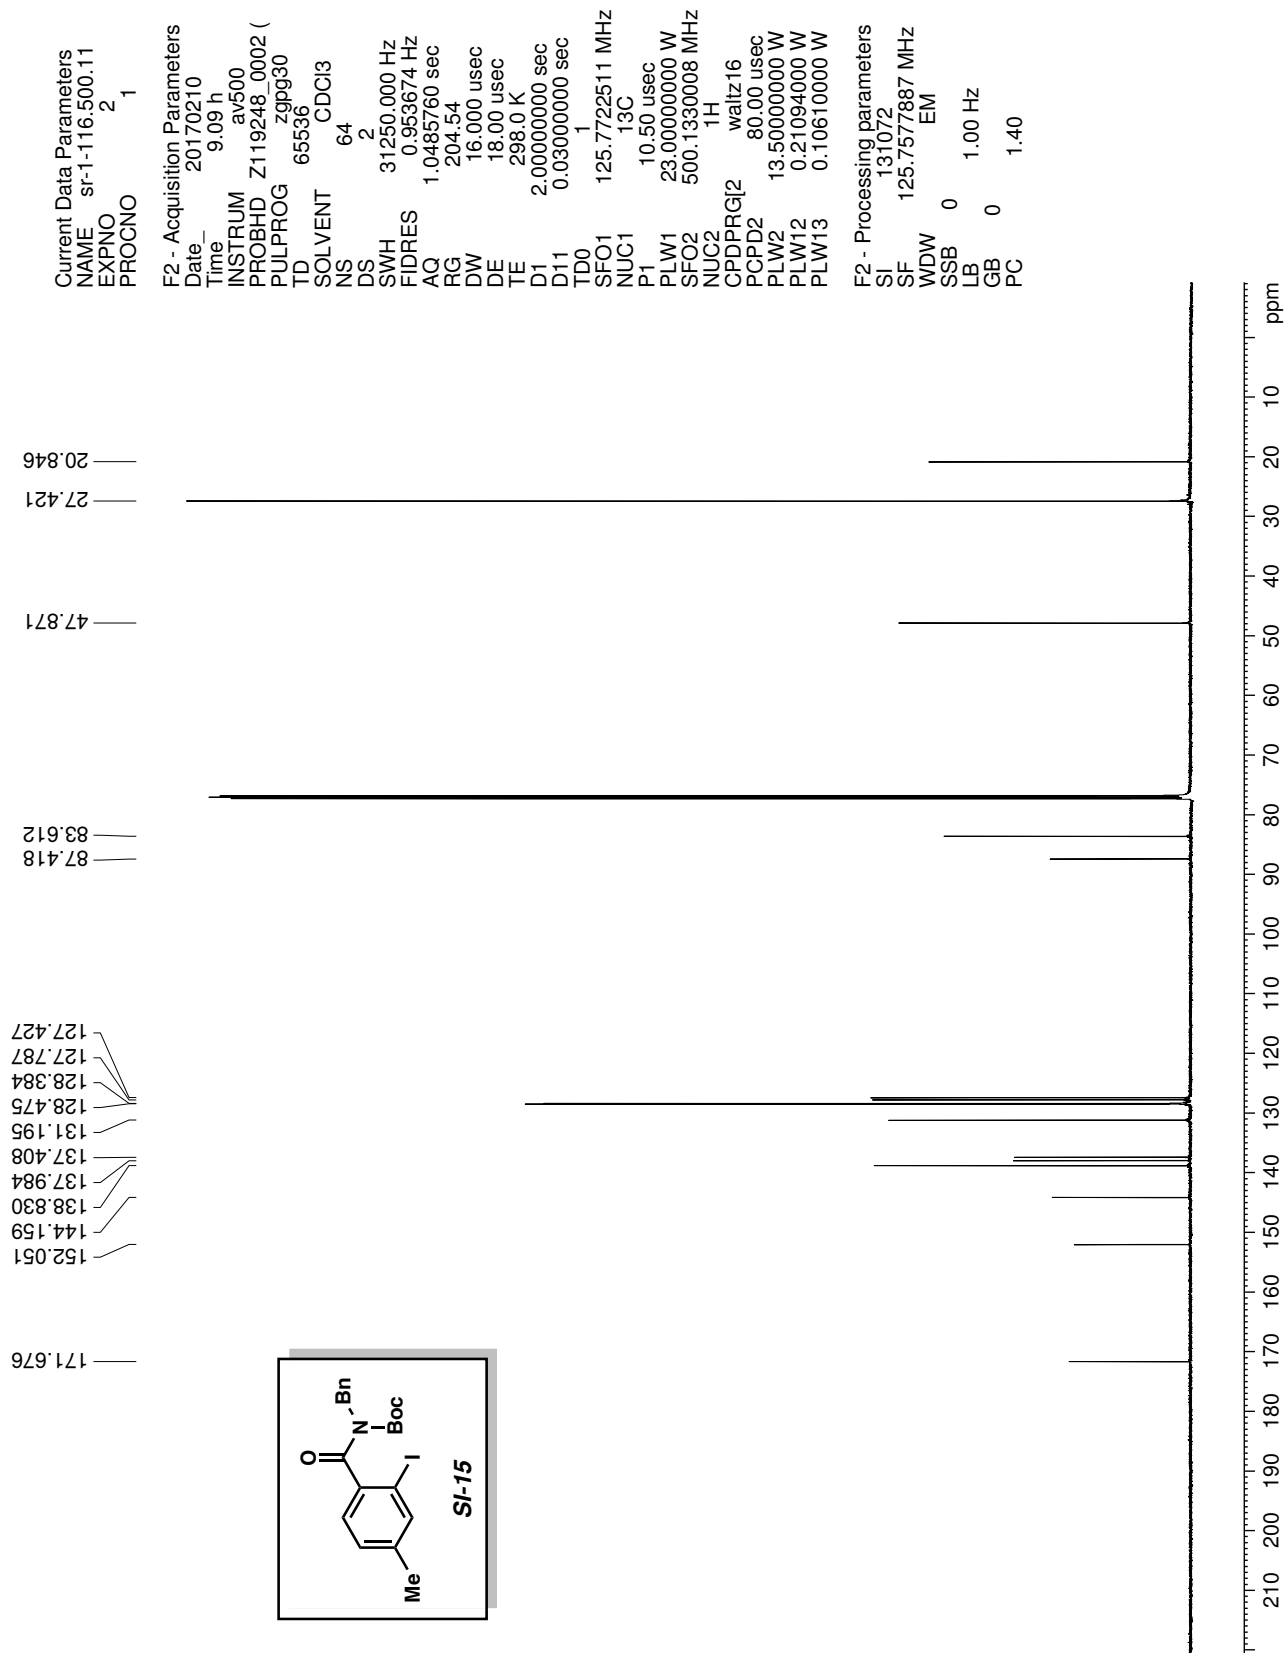 Current Data Parameters
NAME sr-1-116.500.11
EXPNO 2
PROCNO 1
F2 - Acquisition Parameters
Date_ 20170210
Time 9.09 h
INSTRUM av500
PROBHD Z119248_0002 (
PULPROG zgpg30
TD 65536
SOLVENT CDCl3
NS 64
DS 2
SWH 31250.000 Hz
FIDRES 0.953674 Hz
AQ 1.0485760 sec
RG 204.54
DW 16.000 usec
DE 18.00 usec
TE 298.0 K
D1 2.00000000 sec
D11 0.03000000 sec
TD0 1
SFO1 125.7722511 MHz
NUC1 13C
P1 10.50 usec
PLW1 23.00000000 W
SFO2 500.1330008 MHz
NUC2 1H
CPDPRG[2 waltz16
PCPD2 80.00 usec
PLW2 13.50000000 W
PLW12 0.21094000 W
PLW13 0.10610000 W
F2 - Processing parameters
SI 131072
SF 125.7577887 MHz
WDW EM
SSB 0
LB 1.00 Hz
GB 0
PC 1.40
171.676
152.051
144.159
138.830
137.984
137.408
131.195
128.475
128.384
127.787
127.427
87.418
83.612
47.871
27.421
20.846
O
Bn
N
Boc
I
Me
SI-15
210 200 190 180 170 160 150 140 130 120 110 100 90 80 70 60 50 40 30 20 10 ppm